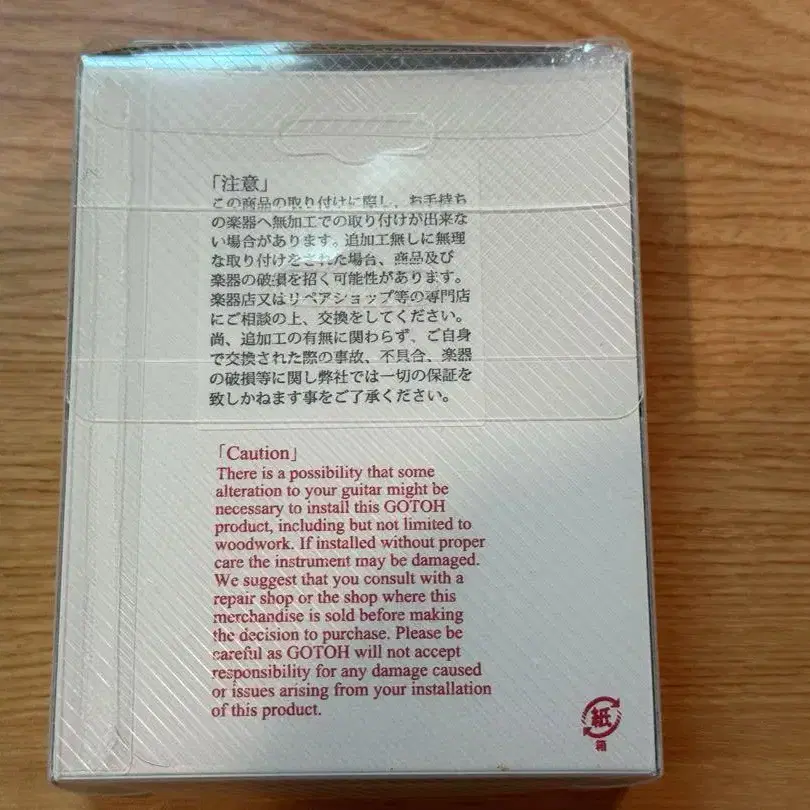 「注意」
この商品の取り付けに際し、お手持ち
の楽器へ無加工での取り付けが出来な
い場合があります。追加工無しに無理
な取り付けをされた場合、商品及び
楽器の破損を招く可能性があります。
楽器店又はリペアショップ等の専門店
にご相談の上、交換をしてください。
尚、追加工の有無に関わらず、ご自身
で交換された際の事故、不具合、楽器
の破損等に関し弊社では一切の保証を
致しかねます事をご了承ください。
「Caution」
There is a possibility that some
alteration to your guitar might be
necessary to install this GOTOH
product, including but not limited to
woodwork. If installed without proper
care the instrument may be damaged.
We suggest that you consult with a
repair shop or the shop where this
merchandise is sold before making
the decision to purchase. Please be
careful as GOTOH will not accept
responsibility for any damage caused
or issues arising from your installation
of this product.
紙
箱